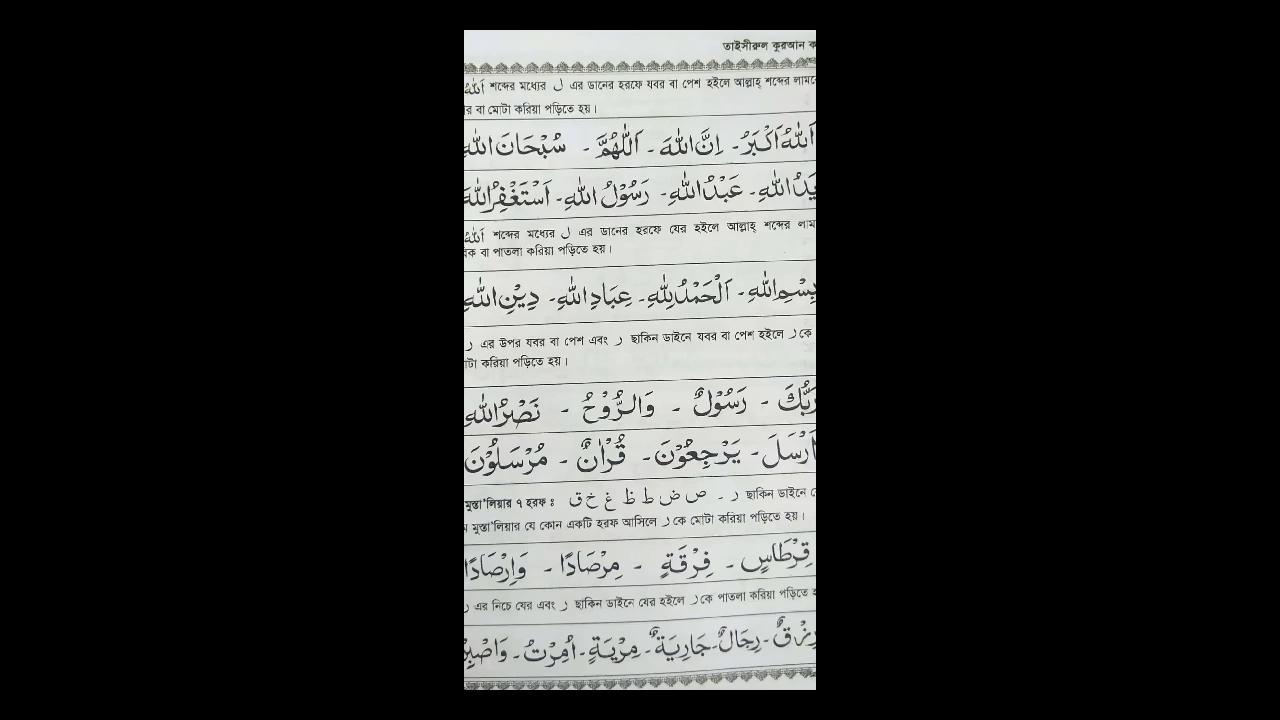 তাইসীরুল কুরআন
اَللّٰهُ শব্দের মধ্যের ل এর ডানের হরফে যবর বা পেশ হইলে আল্লাহ্ শব্দের
বা মোটা করিয়া পড়িতে হয়।
اَللّٰهُ اَكْبَرُ - اِنَّ اللّٰهَ - اَللّٰهُمَّ - سُبْحَانَ اللّٰهِ
يَدُ اللّٰهِ - عَبْدُ اللّٰهِ - رَسُوْلُ اللّٰهِ - اَسْتَغْفِرُ اللّٰهَ
اَللّٰهُ শব্দের মধ্যের ل এর ডানের হরফে যের হইলে আল্লাহ্ শব্দের লাম
বা পাতলা করিয়া পড়িতে হয়।
بِسْمِ اللّٰهِ - اَلْحَمْدُ لِلّٰهِ - عِبَادِ اللّٰهِ - دِيْنِ اللّٰهِ
ر এর উপর যবর বা পেশ এবং ر ছাকিন ডাইনে যবর বা পেশ হইলে ر কে
করিয়া পড়িতে হয়।
رَبُّكَ - رَسُوْلٌ - وَالرُّوْحُ - نَصْرُ اللّٰهِ
اَرْسَلَ - يَرْجِعُوْنَ - قُرْاٰنٌ - مُرْسَلُوْنَ
মুস্তা'লিয়ার ৭ হরফ ঃ ص ض ط ظ غ خ ق - ر ছাকিন ডাইনে
মুস্তা'লিয়ার যে কোন একটি হরফ আসিলে ر কে মোটা করিয়া পড়িতে হয়।
قِرْطَاسٍ - فِرْقَةٍ - مِرْصَادًا - وَاِرْصَادًا
ر এর নিচে যের এবং ر ছাকিন ডাইনে যের হইলে ر কে পাতলা করিয়া পড়িতে
رِزْقٌ - رِجَالٌ - جَارِيَةٌ - مِرْيَةٍ - اُمِرْتُ - وَاصْبِرْ